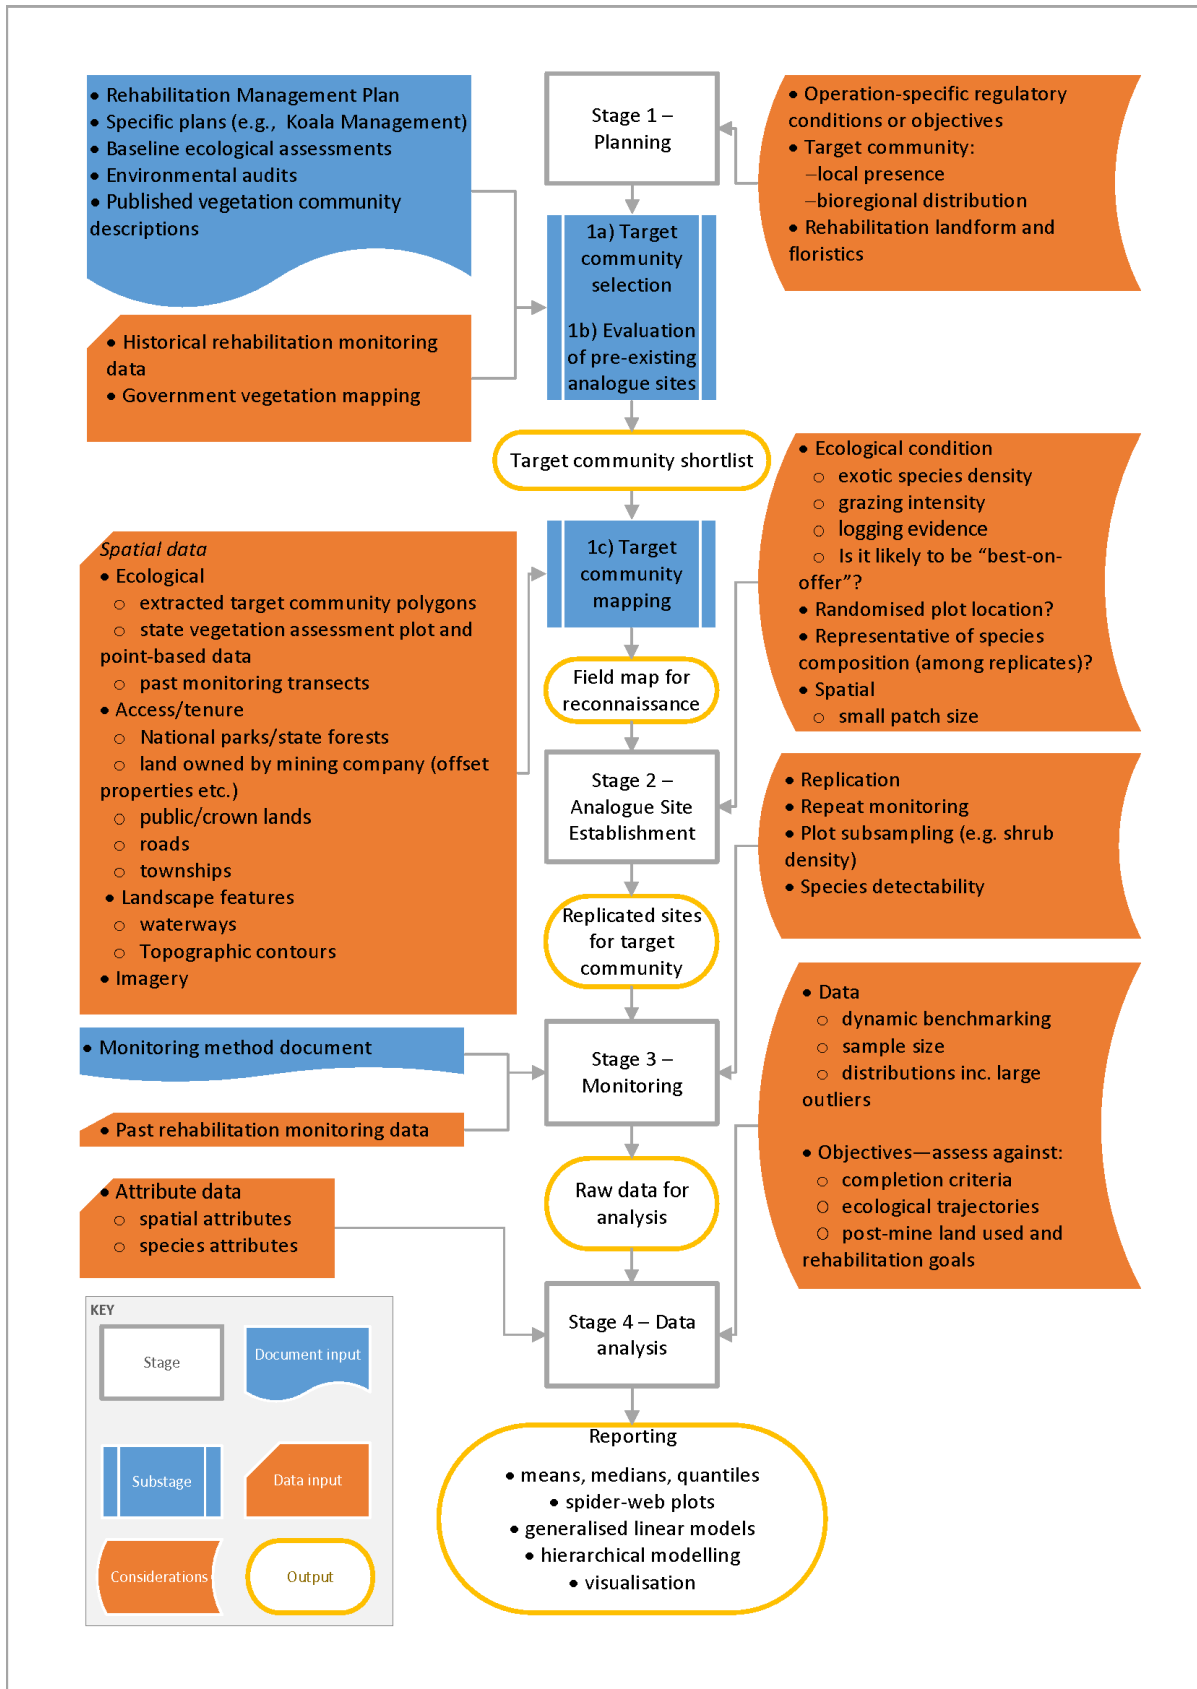 ● Rehabilitation Management Plan
● Specific plans (e.g., Koala Management)
● Baseline ecological assessments
● Environmental audits
● Published vegetation community
descriptions
Stage 1 –
Planning
● Operation-specific regulatory
conditions or objectives
● Target community:
–local presence
–bioregional distribution
● Rehabilitation landform and
floristics
1a) Target
community
selection
1b) Evaluation
of pre-existing
analogue sites
● Historical rehabilitation monitoring
data
● Government vegetation mapping
Target community shortlist
● Ecological condition
○ exotic species density
○ grazing intensity
○ logging evidence
○ Is it likely to be “best-on-
offer”?
● Randomised plot location?
● Representative of species
composition (among replicates)?
● Spatial
○ small patch size
1c) Target
community
mapping
Spatial data
● Ecological
○ extracted target community polygons
○ state vegetation assessment plot and
point-based data
○ past monitoring transects
● Access/tenure
○ National parks/state forests
○ land owned by mining company (offset
properties etc.)
○ public/crown lands
○ roads
○ townships
● Landscape features
○ waterways
○ Topographic contours
● Imagery
Field map for
reconnaissance
Stage 2 –
Analogue Site
Establishment
● Replication
● Repeat monitoring
● Plot subsampling (e.g. shrub
density)
● Species detectability
Replicated sites
for target
community
● Monitoring method document
● Past rehabilitation monitoring data
Stage 3 –
Monitoring
● Data
○ dynamic benchmarking
○ sample size
○ distributions inc. large
outliers
● Objectives—assess against:
○ completion criteria
○ ecological trajectories
○ post-mine land used and
rehabilitation goals
Raw data for
analysis
● Attribute data
○ spatial attributes
○ species attributes
Stage 4 – Data
analysis
Reporting
● means, medians, quantiles
● spider-web plots
● generalised linear models
● hierarchical modelling
● visualisation
KEY
Stage
Document input
Substage
Data input
Considerations
Output